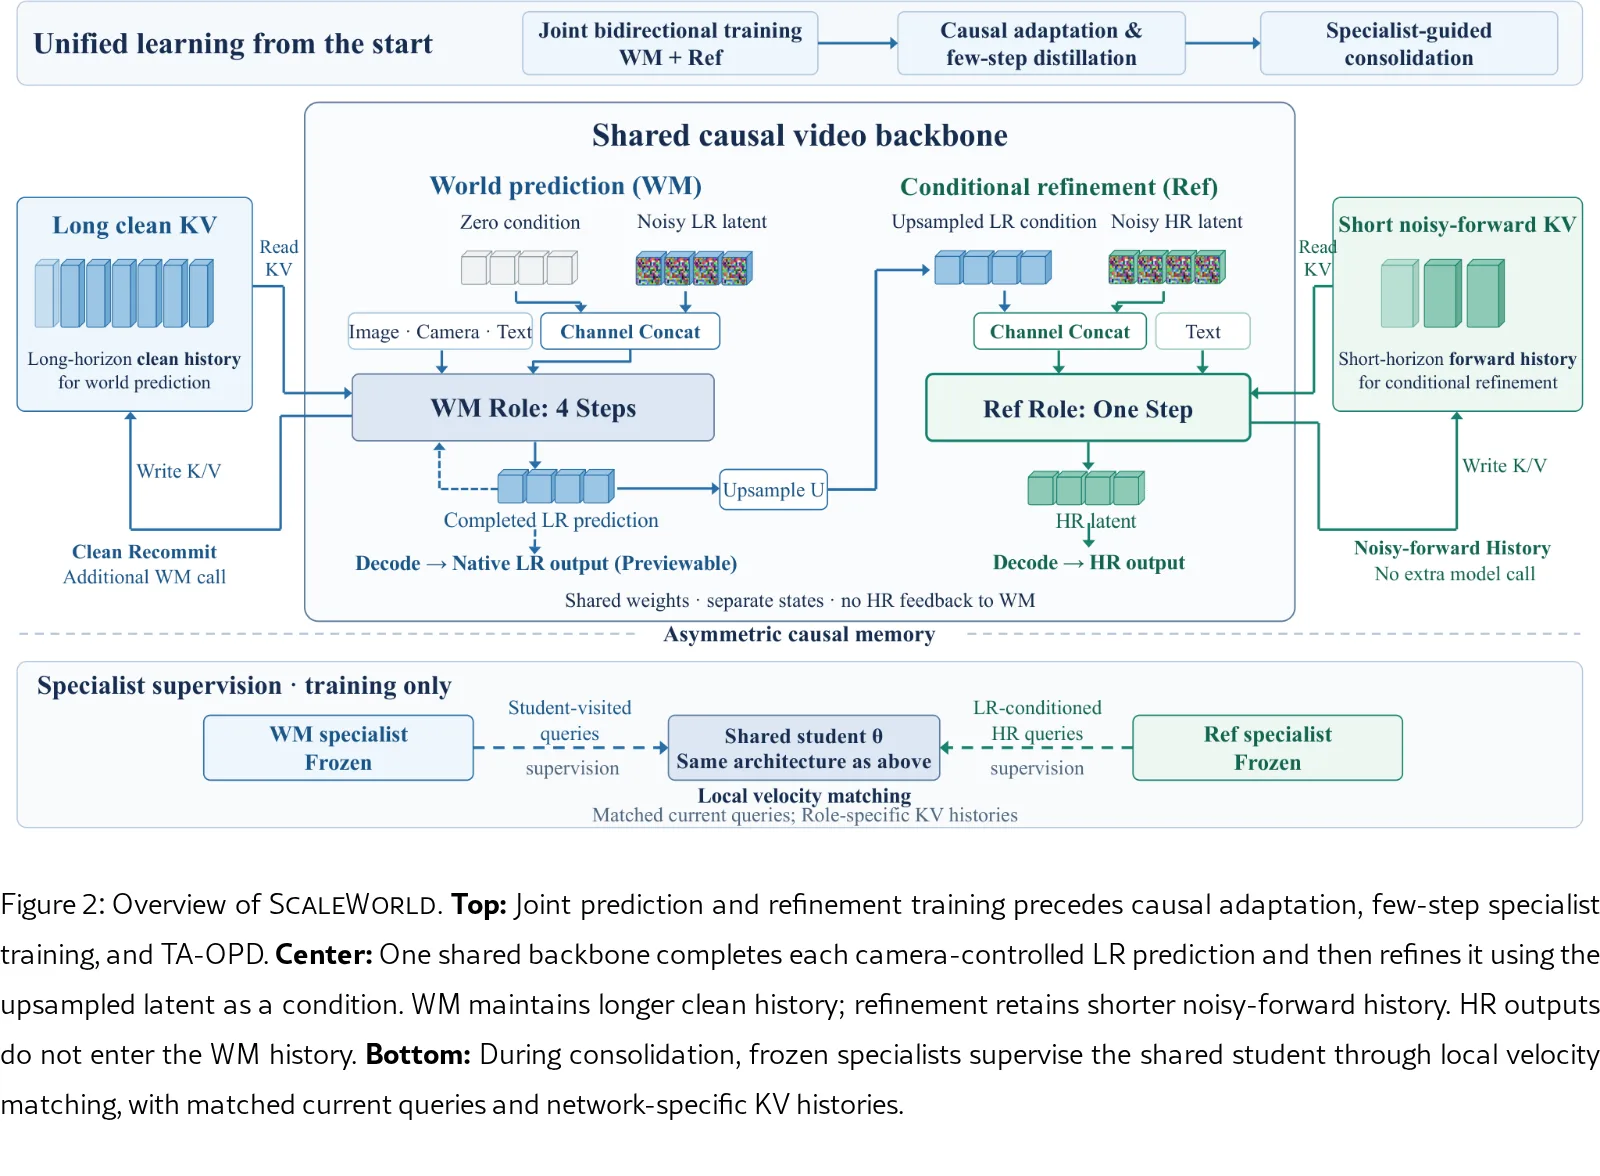 Unified learning from the start
Joint bidirectional training
WM + Ref
Causal adaptation &
few-step distillation
Specialist-guided
consolidation
Shared causal video backbone
World prediction (WM)
Conditional refinement (Ref)
Zero condition
Noisy LR latent
Upsampled LR condition
Noisy HR latent
Long clean KV
Read
KV
Long-horizon clean history
for world prediction
Image · Camera · Text
Channel Concat
Channel Concat
Text
Read
KV
Short noisy-forward KV
Short-horizon forward history
for conditional refinement
WM Role: 4 Steps
Ref Role: One Step
Write K/V
Write K/V
Upsample U
Completed LR prediction
HR latent
Clean Recommit
Additional WM call
Decode → Native LR output (Previewable)
Decode → HR output
Noisy-forward History
No extra model call
Shared weights · separate states · no HR feedback to WM
Asymmetric causal memory
Specialist supervision · training only
WM specialist
Frozen
Student-visited
queries
supervision
Shared student θ
Same architecture as above
LR-conditioned
HR queries
supervision
Ref specialist
Frozen
Local velocity matching
Matched current queries; Role-specific KV histories
Figure 2: Overview of SCALEWORLD. Top: Joint prediction and refinement training precedes causal adaptation, few-step specialist
training, and TA-OPD. Center: One shared backbone completes each camera-controlled LR prediction and then refines it using the
upsampled latent as a condition. WM maintains longer clean history; refinement retains shorter noisy-forward history. HR outputs
do not enter the WM history. Bottom: During consolidation, frozen specialists supervise the shared student through local velocity
matching, with matched current queries and network-specific KV histories.